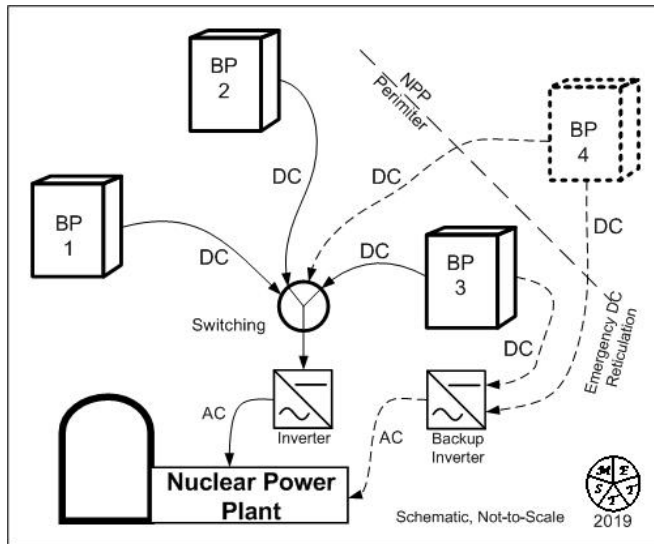 BP
2
NPP
Perimiter
BP
4
DC
DC
DC
BP
1
DC
DC
BP
3
Switching
DC
Emergency DC
Reticulation
AC
Inverter
AC
Backup
Inverter
Nuclear Power
Plant
Schematic, Not-to-Scale
M E
S T
T
2019